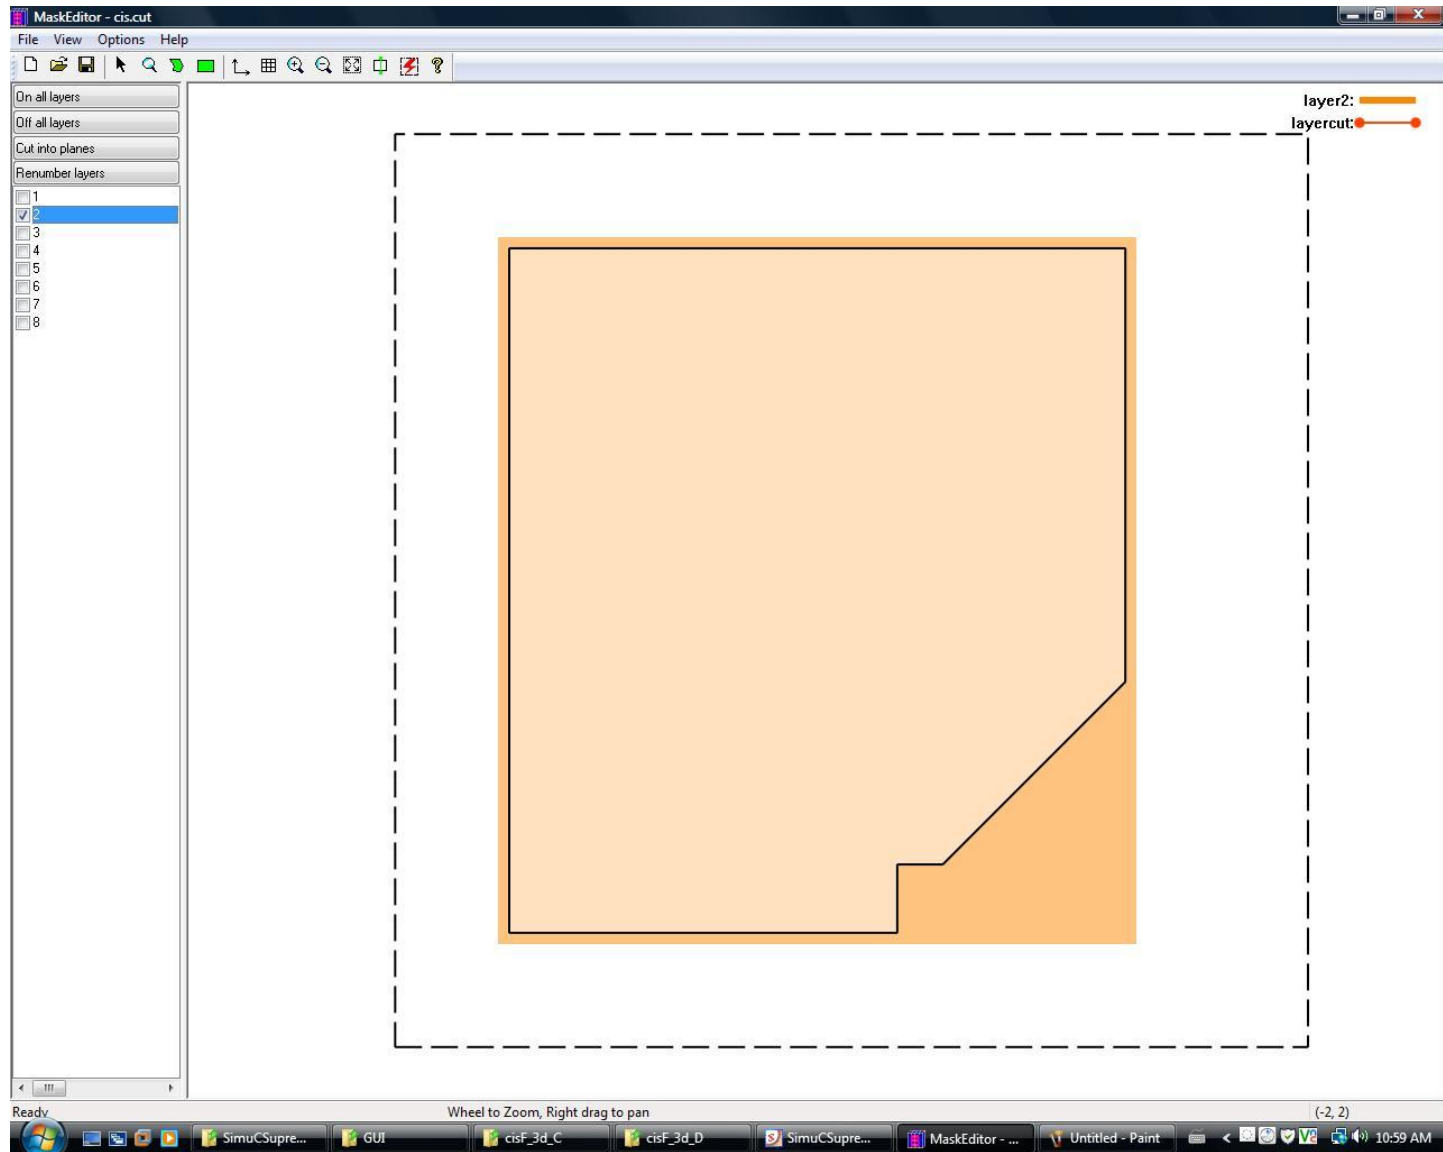 MaskEditor - cis.cut
File View Options Help
On all layers
Off all layers
Cut into planes
Renumber layers
1
2
3
4
5
6
7
8
layer2:
layercut:
Ready
Wheel to Zoom, Right drag to pan
(-2, 2)
SimuCSupre...
GUI
cisF_3d_C
cisF_3d_D
SimuCSupre...
MaskEditor - ...
Untitled - Paint
10:59 AM